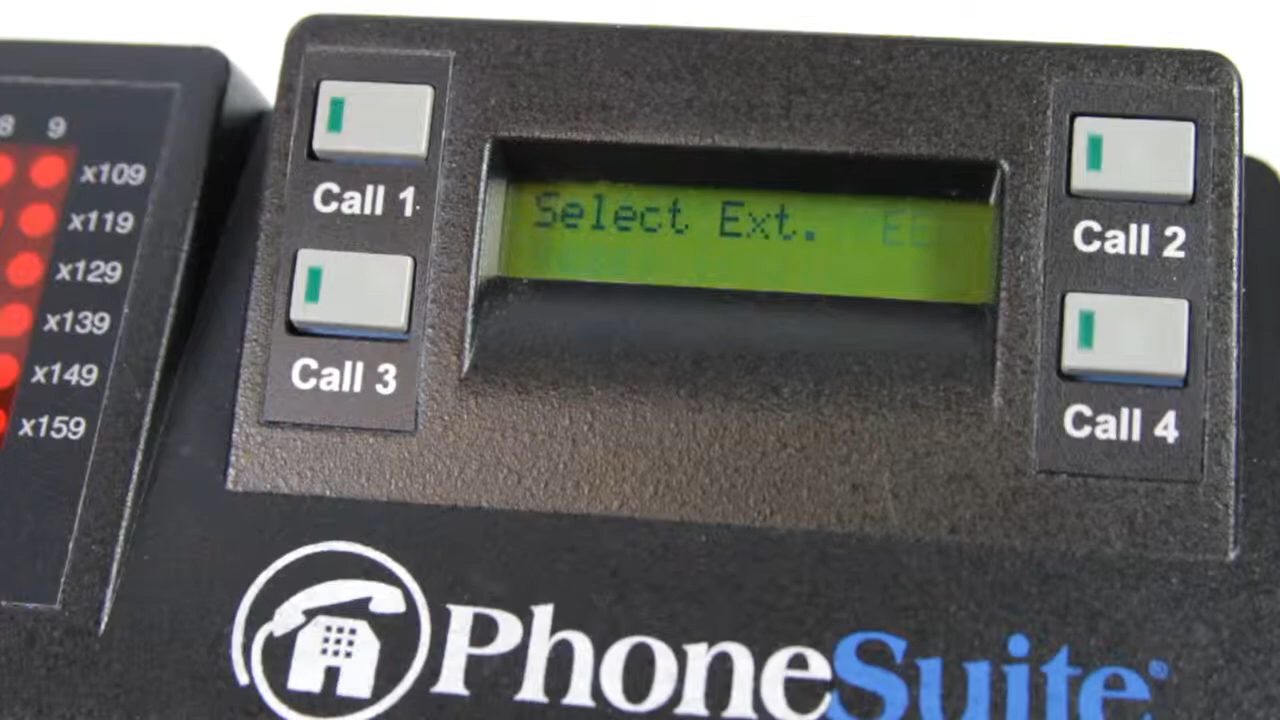 8 9
x109
x119
x129
x139
x149
x159
Call 1
Call 3
Select Ext.
Call 2
Call 4
PhoneSuite